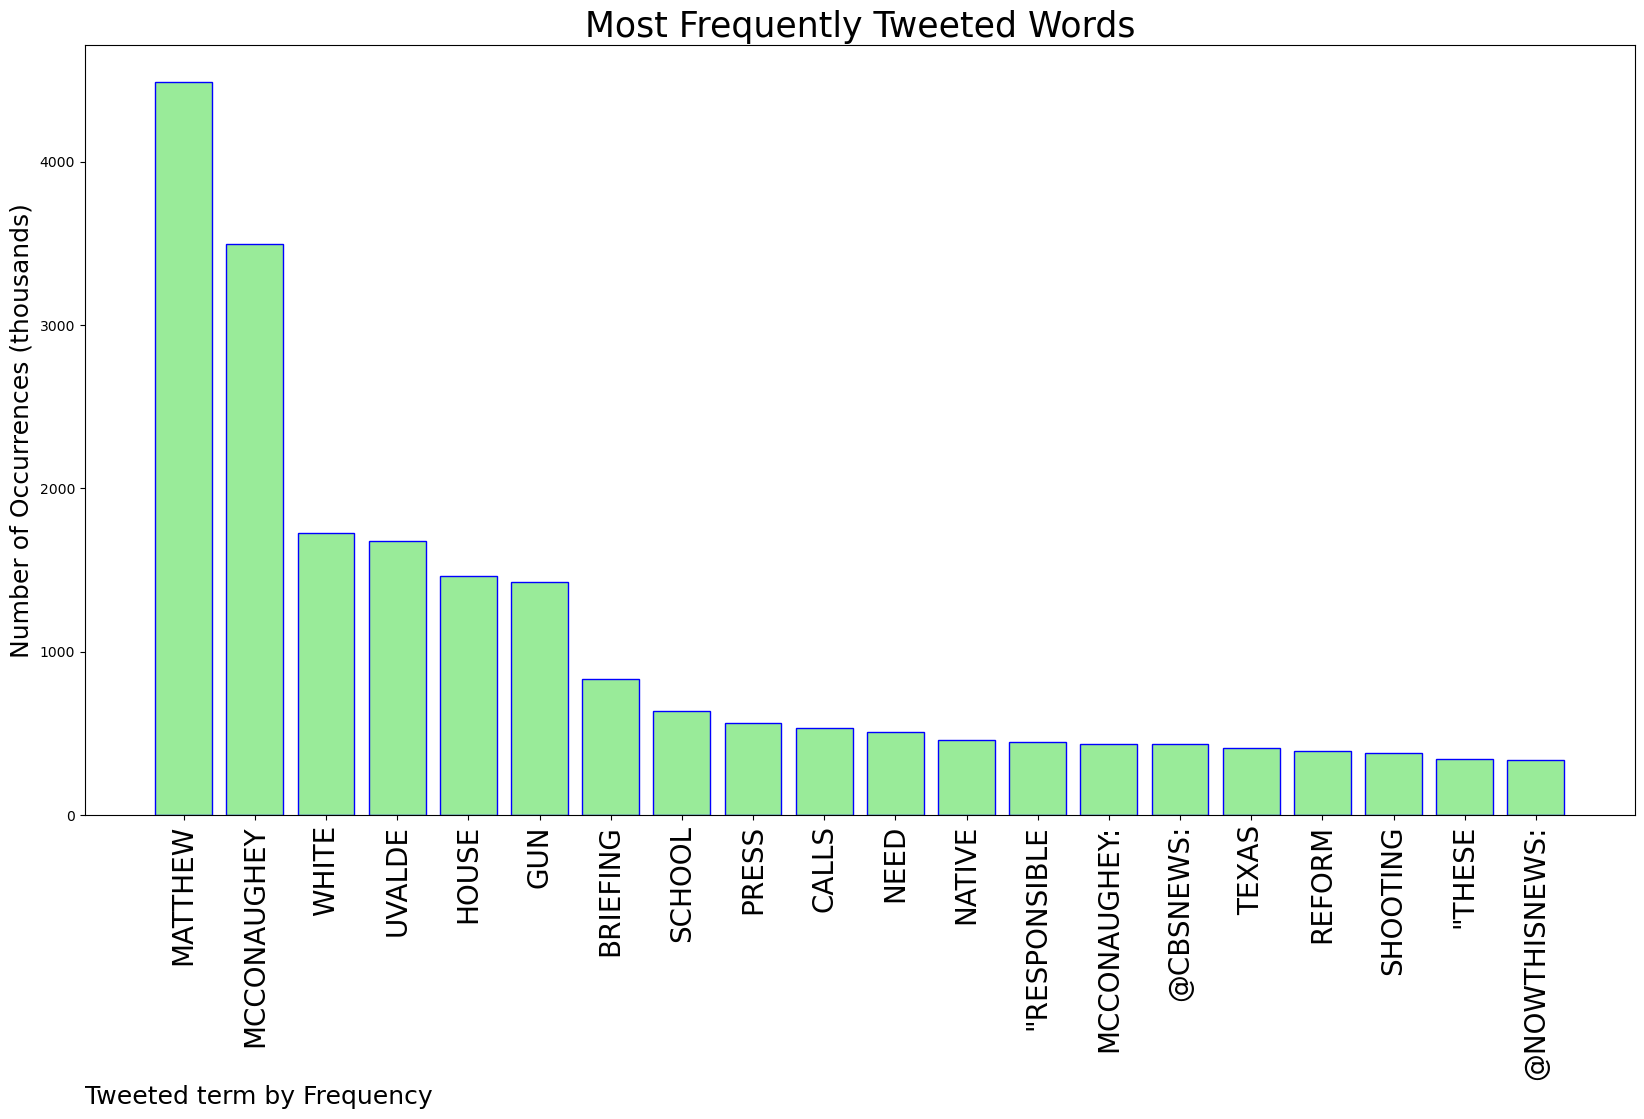 Most Frequently Tweeted Words
Number of Occurrences (thousands)
4000
3000
2000
1000
0
MATTHEW
MCCONAUGHEY
WHITE
UVALDE
HOUSE
GUN
BRIEFING
SCHOOL
PRESS
CALLS
NEED
NATIVE
"RESPONSIBLE
MCCONAUGHEY:
@CBSNEWS:
TEXAS
REFORM
SHOOTING
"THESE
@NOWTHISNEWS:
Tweeted term by Frequency